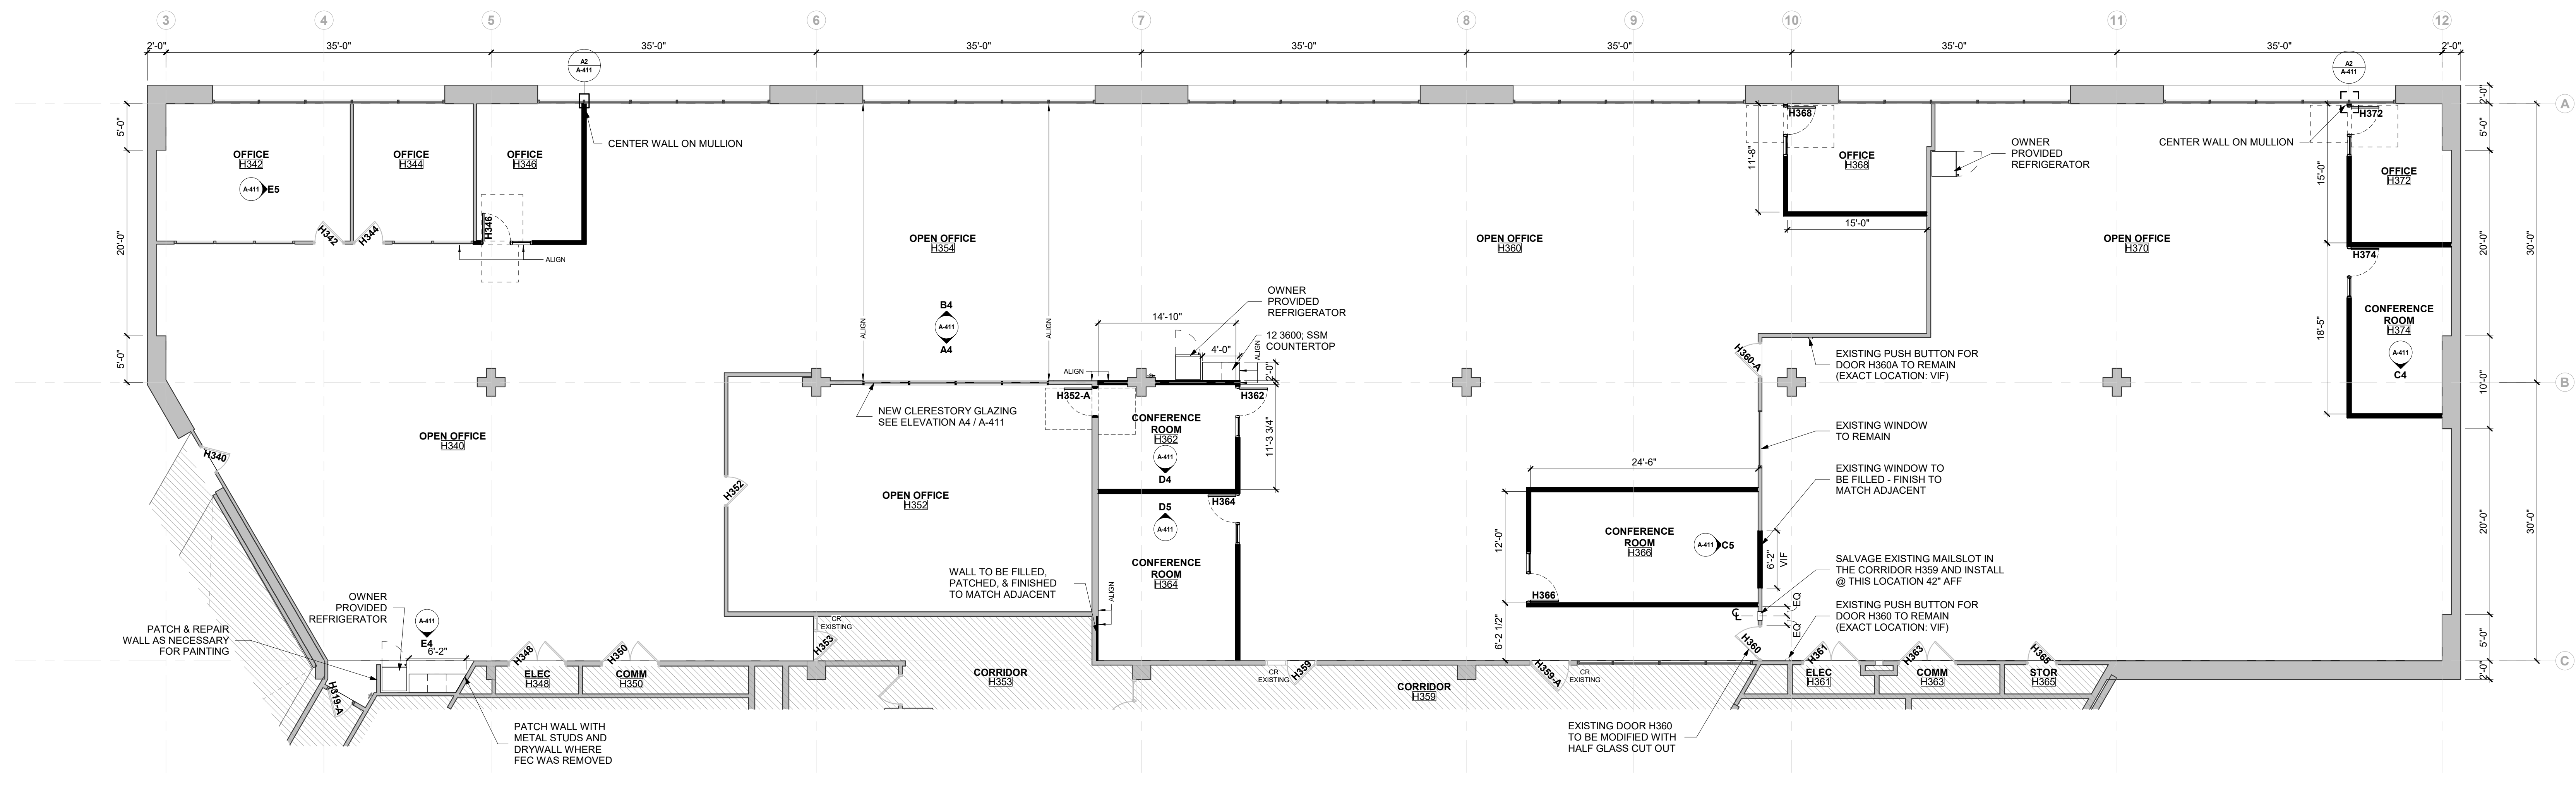 3 4 5 6 7 8 9 10 11 12
2'-0" 35'-0" 35'-0" 35'-0" 35'-0" 35'-0" 35'-0" 35'-0" 2'-0"
A2
A-411
A2
A-411
A
B
C
5'-0"
20'-0"
5'-0"
2'-0"
5'-0"
20'-0"
10'-0"
20'-0"
5'-0"
2'-0"
30'-0"
30'-0"
CENTER WALL ON MULLION
OFFICE
H342
A-411 E5
OFFICE
H344
OFFICE
H346
H342
H344
H346
ALIGN
OPEN OFFICE
H354
B4
A-411
A4
ALIGN
ALIGN
OPEN OFFICE
H360
H368
11'-8"
OFFICE
H368
15'-0"
OWNER
PROVIDED
REFRIGERATOR
OPEN OFFICE
H370
CENTER WALL ON MULLION
H372
15'-0"
OFFICE
H372
H374
18'-5"
CONFERENCE
ROOM
H374
A-411
C4
OWNER
PROVIDED
REFRIGERATOR
14'-10"
4'-0"
12 3600; SSM
COUNTERTOP
ALIGN
2'-0"
ALIGN
H352-A
H362
NEW CLERESTORY GLAZING
SEE ELEVATION A4 / A-411
CONFERENCE
ROOM
H362
A-411
D4
11'-3 3/4"
H364
D5
A-411
CONFERENCE
ROOM
H364
ALIGN
OPEN OFFICE
H340
H340
OPEN OFFICE
H352
H352
WALL TO BE FILLED,
PATCHED, & FINISHED
TO MATCH ADJACENT
H360-A
EXISTING PUSH BUTTON FOR
DOOR H360A TO REMAIN
(EXACT LOCATION: VIF)
EXISTING WINDOW
TO REMAIN
EXISTING WINDOW TO
BE FILLED - FINISH TO
MATCH ADJACENT
24'-6"
12'-0"
CONFERENCE
ROOM
H366
A-411 C5
6'-2"
VIF
H366
6'-2 1/2"
EQ
EQ
CL
SALVAGE EXISTING MAILSLOT IN
THE CORRIDOR H359 AND INSTALL
@ THIS LOCATION 42" AFF
EXISTING PUSH BUTTON FOR
DOOR H360 TO REMAIN
(EXACT LOCATION: VIF)
H360
OWNER
PROVIDED
REFRIGERATOR
A-411
E4
6'-2"
PATCH & REPAIR
WALL AS NECESSARY
FOR PAINTING
H319-A
H348
ELEC
H348
H350
COMM
H350
CR
EXISTING
H353
CORRIDOR
H353
CR
EXISTING
H359
CORRIDOR
H359
H359-A
CR
EXISTING
H361
ELEC
H361
H363
COMM
H363
H365
STOR
H365
PATCH WALL WITH
METAL STUDS AND
DRYWALL WHERE
FEC WAS REMOVED
EXISTING DOOR H360
TO BE MODIFIED WITH
HALF GLASS CUT OUT